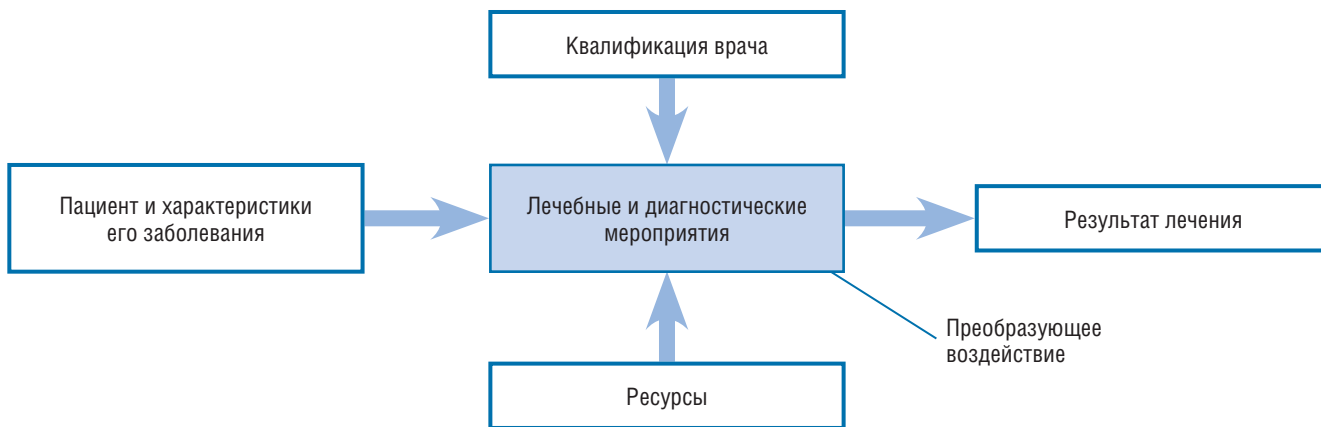 Квалификация врача
Пациент и характеристики
его заболевания
Лечебные и диагностические
мероприятия
Результат лечения
Преобразующее
воздействие
Ресурсы